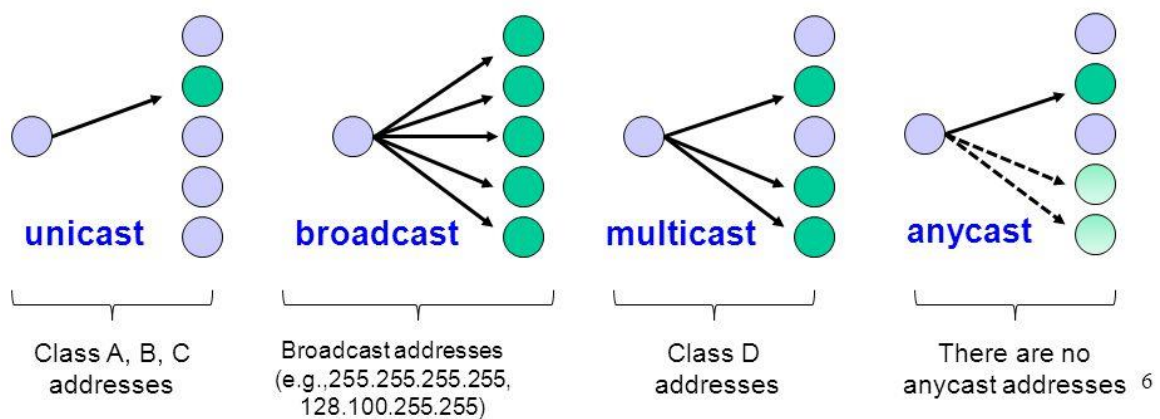 unicast
broadcast
multicast
anycast
Class A, B, C
addresses
Broadcast addresses
(e.g.,255.255.255.255,
128.100.255.255)
Class D
addresses
There are no
anycast addresses
6